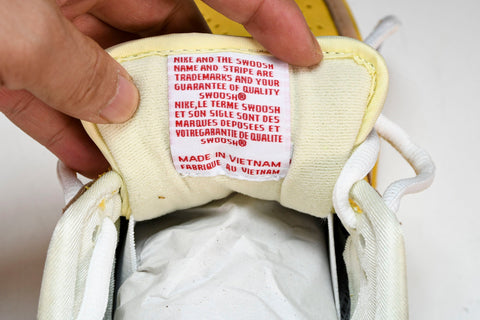 NIKE AND THE SWOOSH
NAME AND STRIPE ARE
TRADEMARKS AND YOUR
GUARANTEE OF QUALITY
SWOOSH®
NIKE,LE TERME SWOOSH
ET SON SIGLE SONT DES
MARQUES DEPOSEES ET
VOTREGARANTIE DE QUALITE
SWOOSH®
MADE IN VIETNAM
FABRIQUE AU VIETNAM